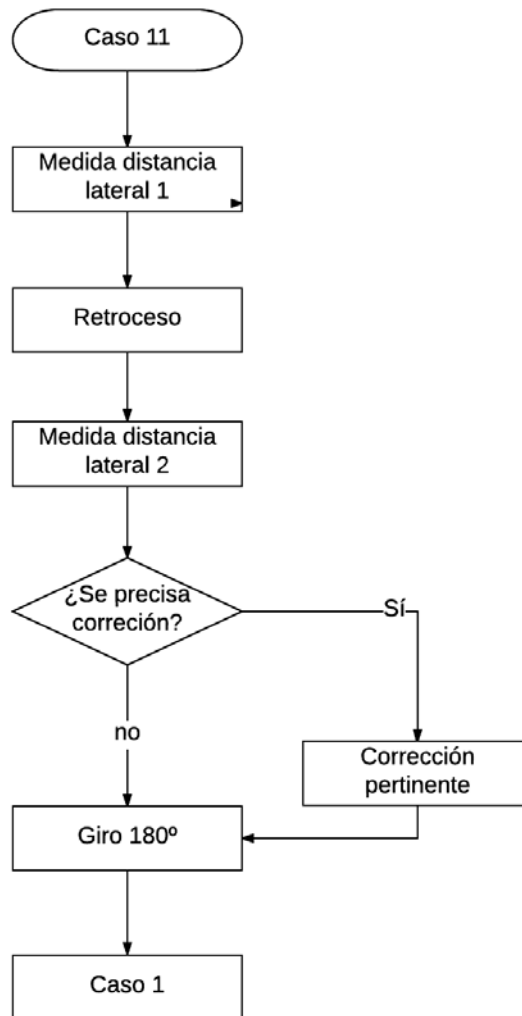 Caso 11
Medida distancia
lateral 1
Retroceso
Medida distancia
lateral 2
¿Se precisa
correción?
Sí
no
Corrección
pertinente
Giro 180º
Caso 1